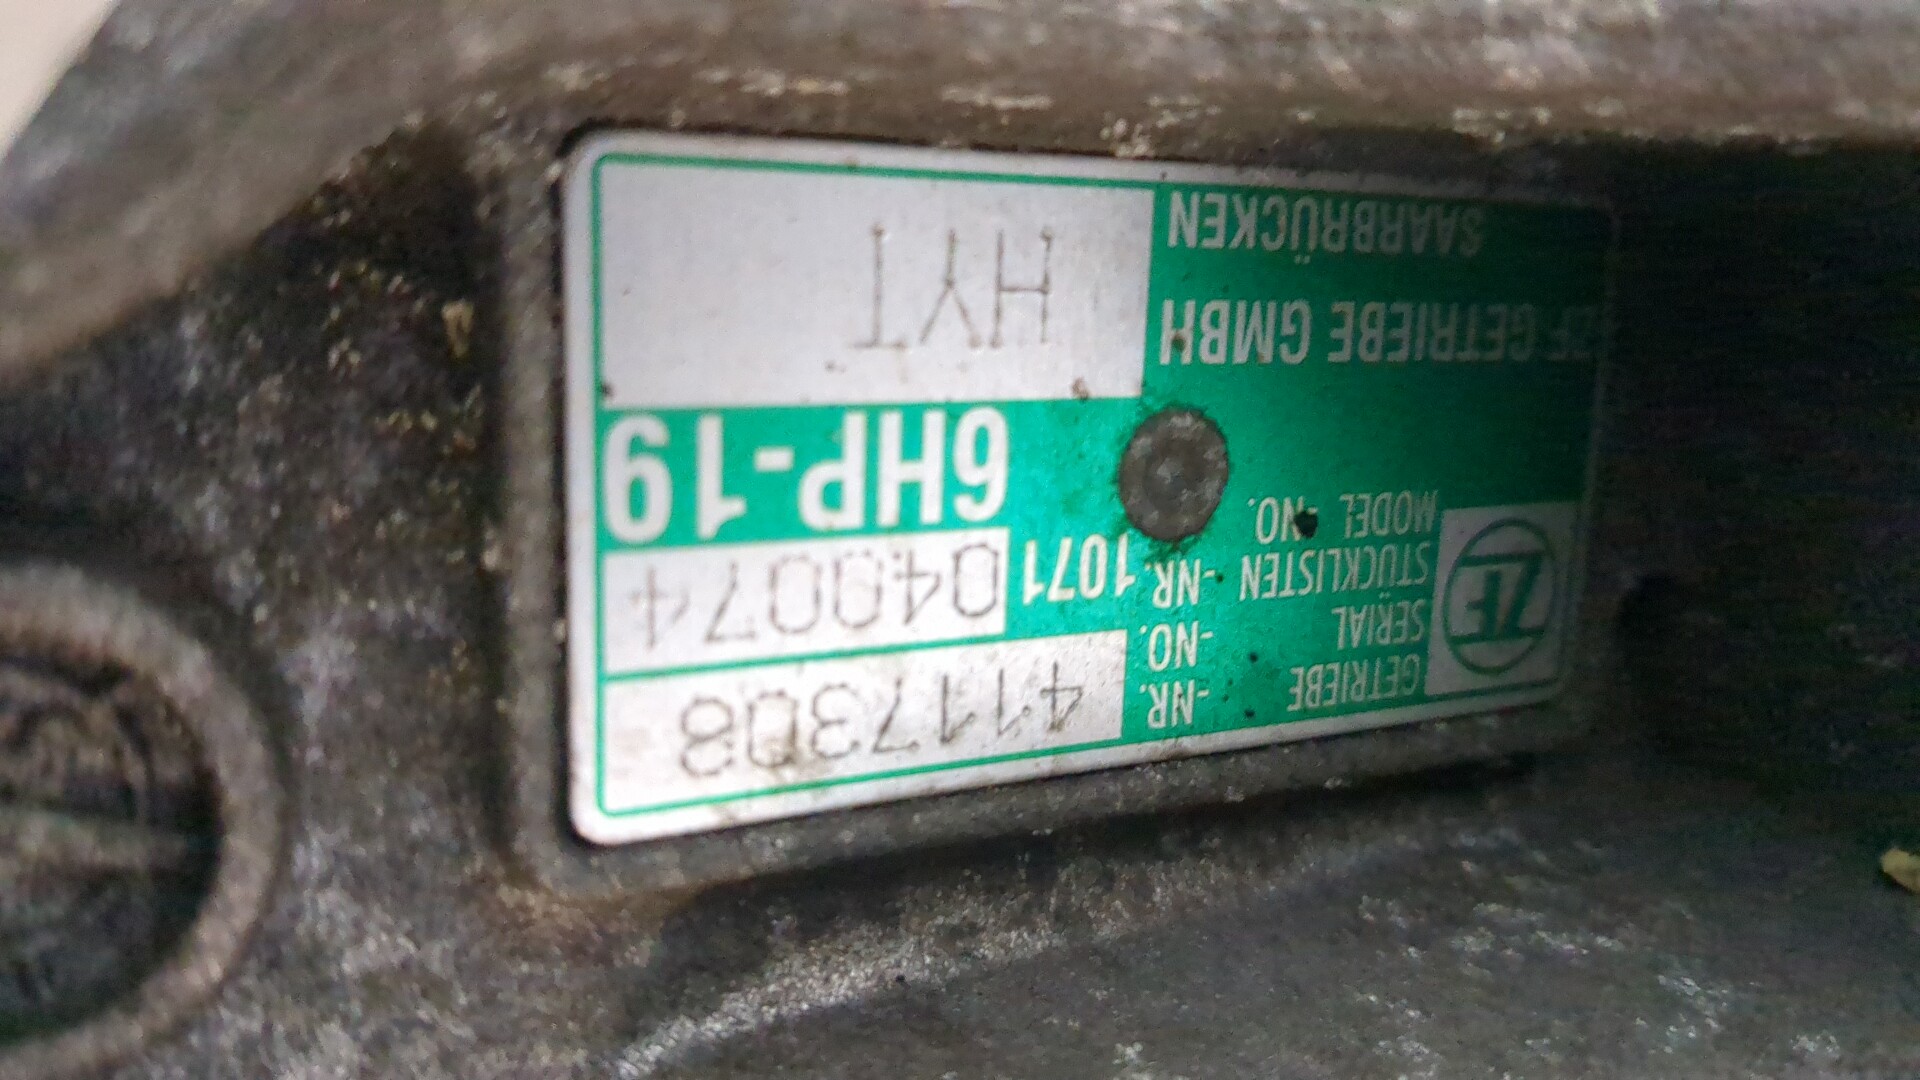 ZF
GETRIEBE -NR. 4117308
SERIAL -NO.
STÜCKLISTEN -NR. 1071 040074
MODEL -NO.
6HP-19
ZF GETRIEBE GMBH
SAARBRÜCKEN
HYT